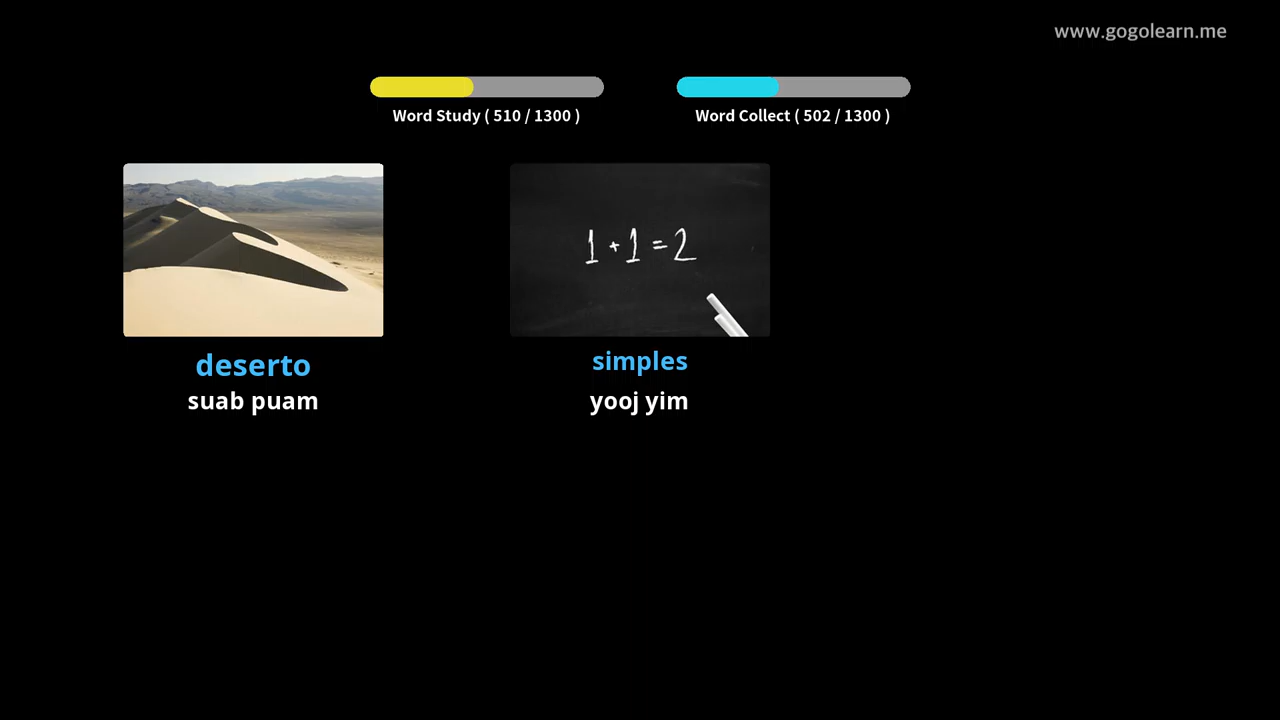 www.gogolearn.me
Word Study ( 510 / 1300 )
Word Collect ( 502 / 1300 )
1 + 1 = 2
deserto
suab puam
simples
yooj yim